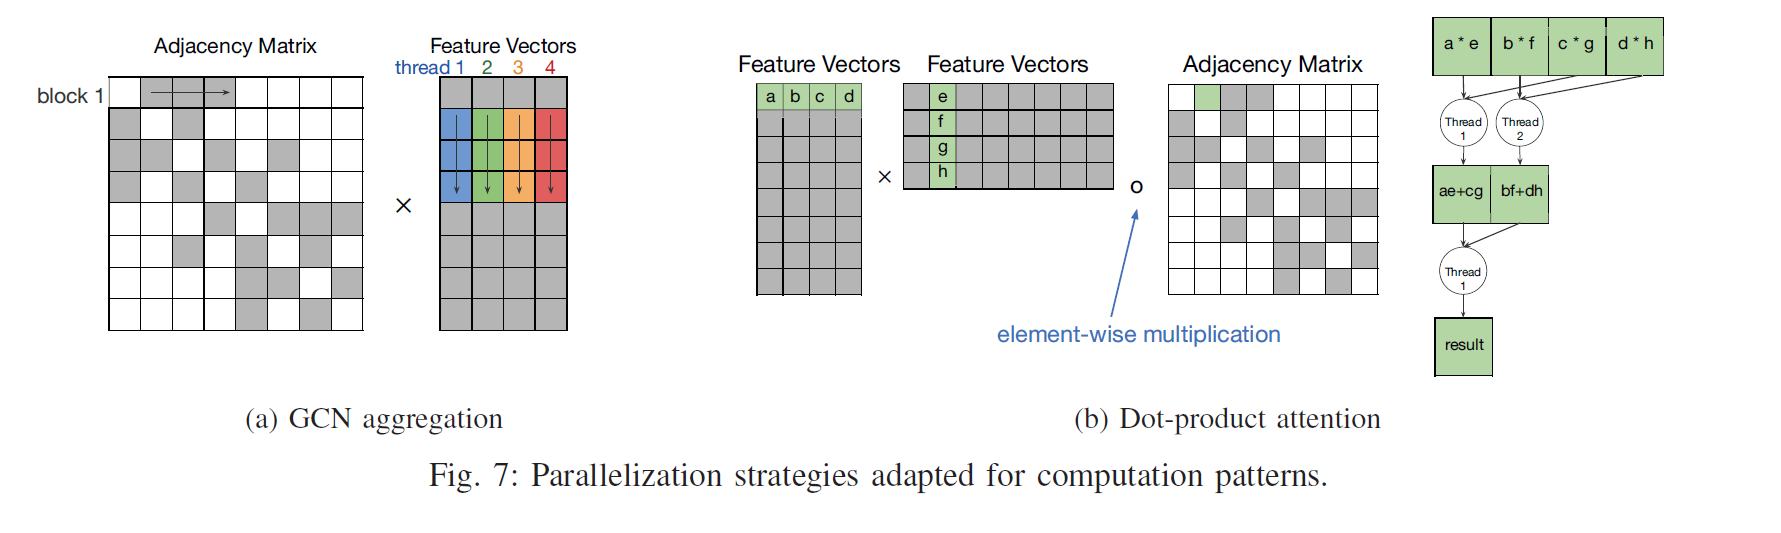 Adjacency Matrix
Feature Vectors
thread 1 2 3 4
block 1
×
(a) GCN aggregation
Feature Vectors
Feature Vectors
Adjacency Matrix
a b c d
e
f
g
h
×
o
element-wise multiplication
a * e b * f c * g d * h
Thread
1
Thread
2
ae+cg bf+dh
Thread
1
result
(b) Dot-product attention
Fig. 7: Parallelization strategies adapted for computation patterns.